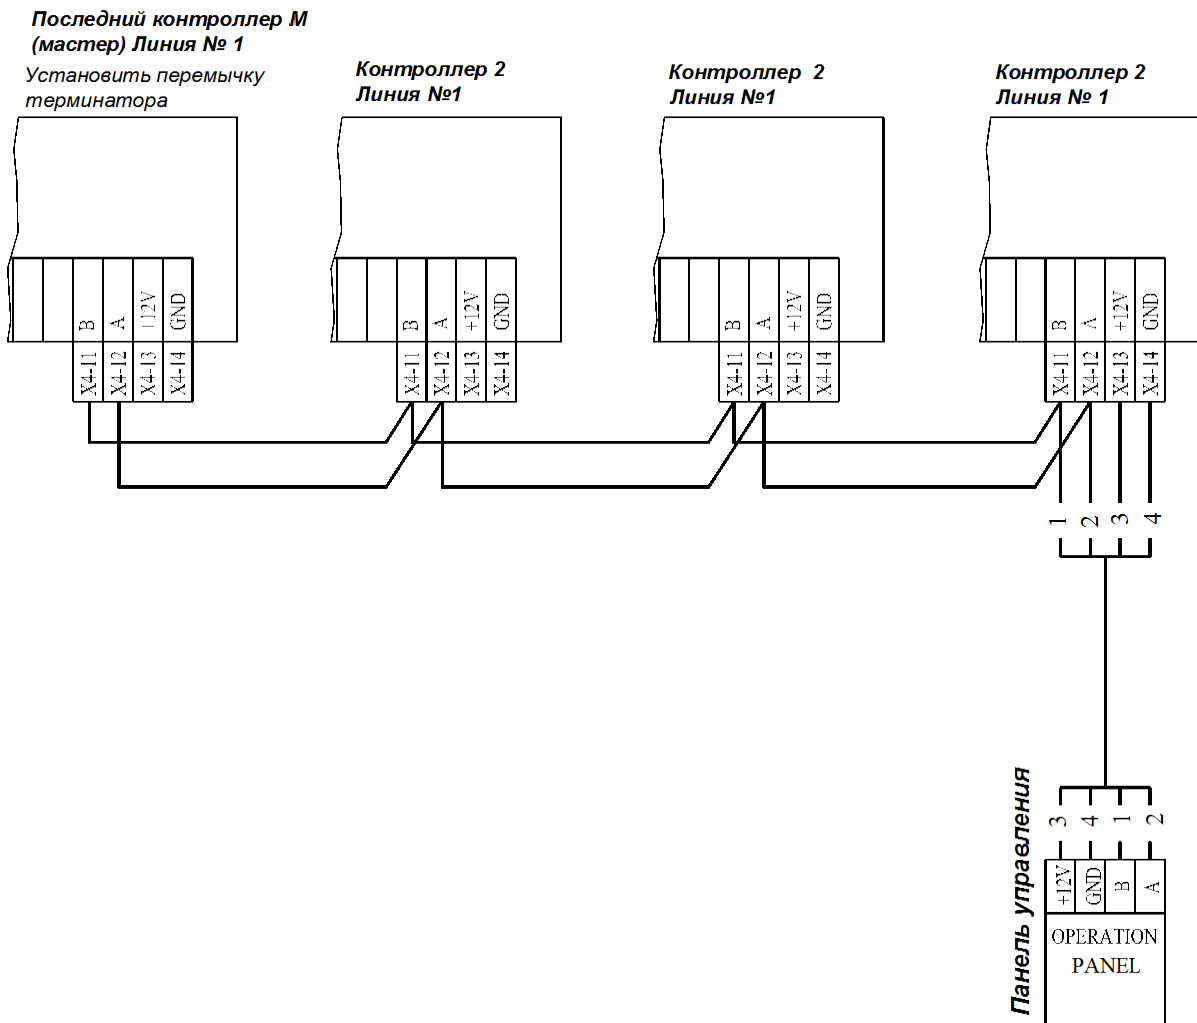 Последний контроллер М
(мастер) Линия № 1
Установить перемычку
терминатора
Контроллер 2
Линия №1
Контроллер 2
Линия №1
Контроллер 2
Линия № 1
B
A
+12V
GND
X4-11
X4-12
X4-13
X4-14
B
A
+12V
GND
X4-11
X4-12
X4-13
X4-14
B
A
+12V
GND
X4-11
X4-12
X4-13
X4-14
B
A
+12V
GND
X4-11
X4-12
X4-13
X4-14
1
2
3
4
Панель управления
3
4
1
2
+12V
GND
B
A
OPERATION
PANEL